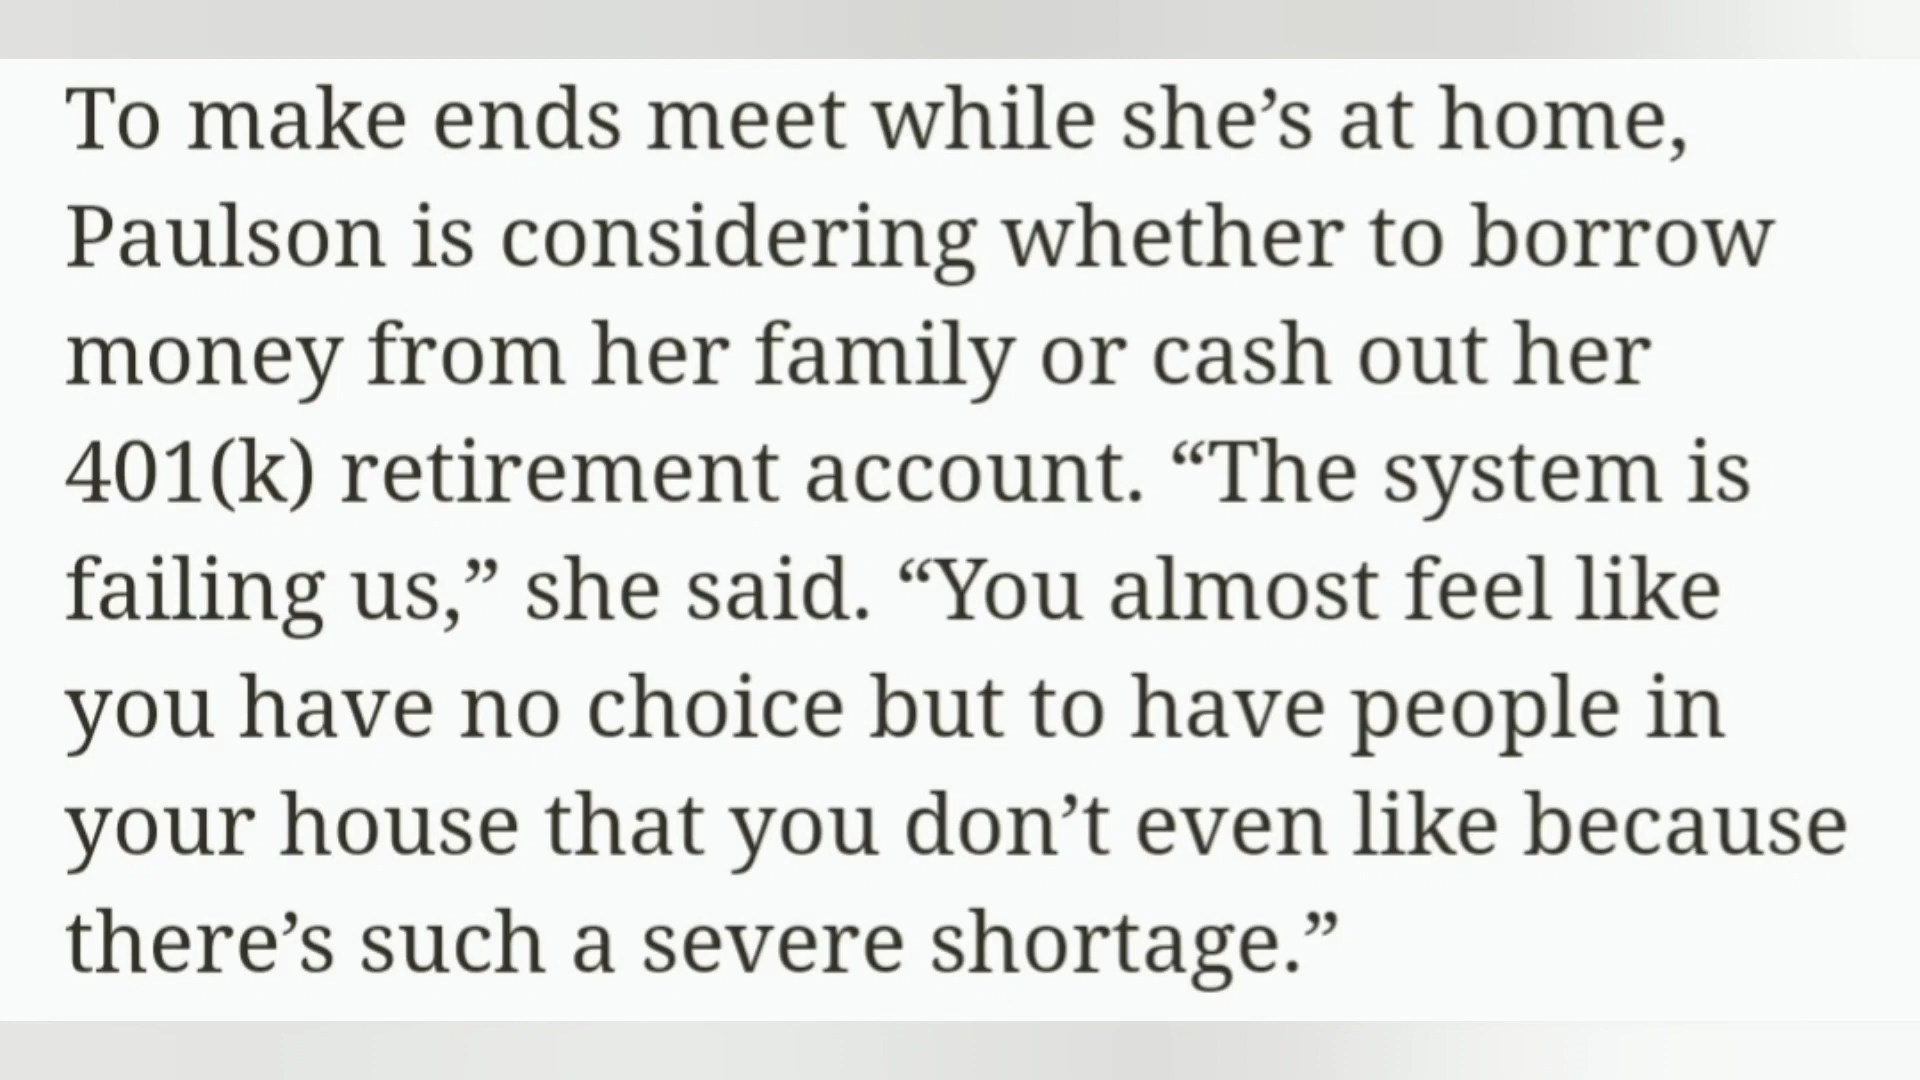 To make ends meet while she’s at home,
Paulson is considering whether to borrow
money from her family or cash out her
401(k) retirement account. “The system is
failing us,” she said. “You almost feel like
you have no choice but to have people in
your house that you don’t even like because
there’s such a severe shortage.”